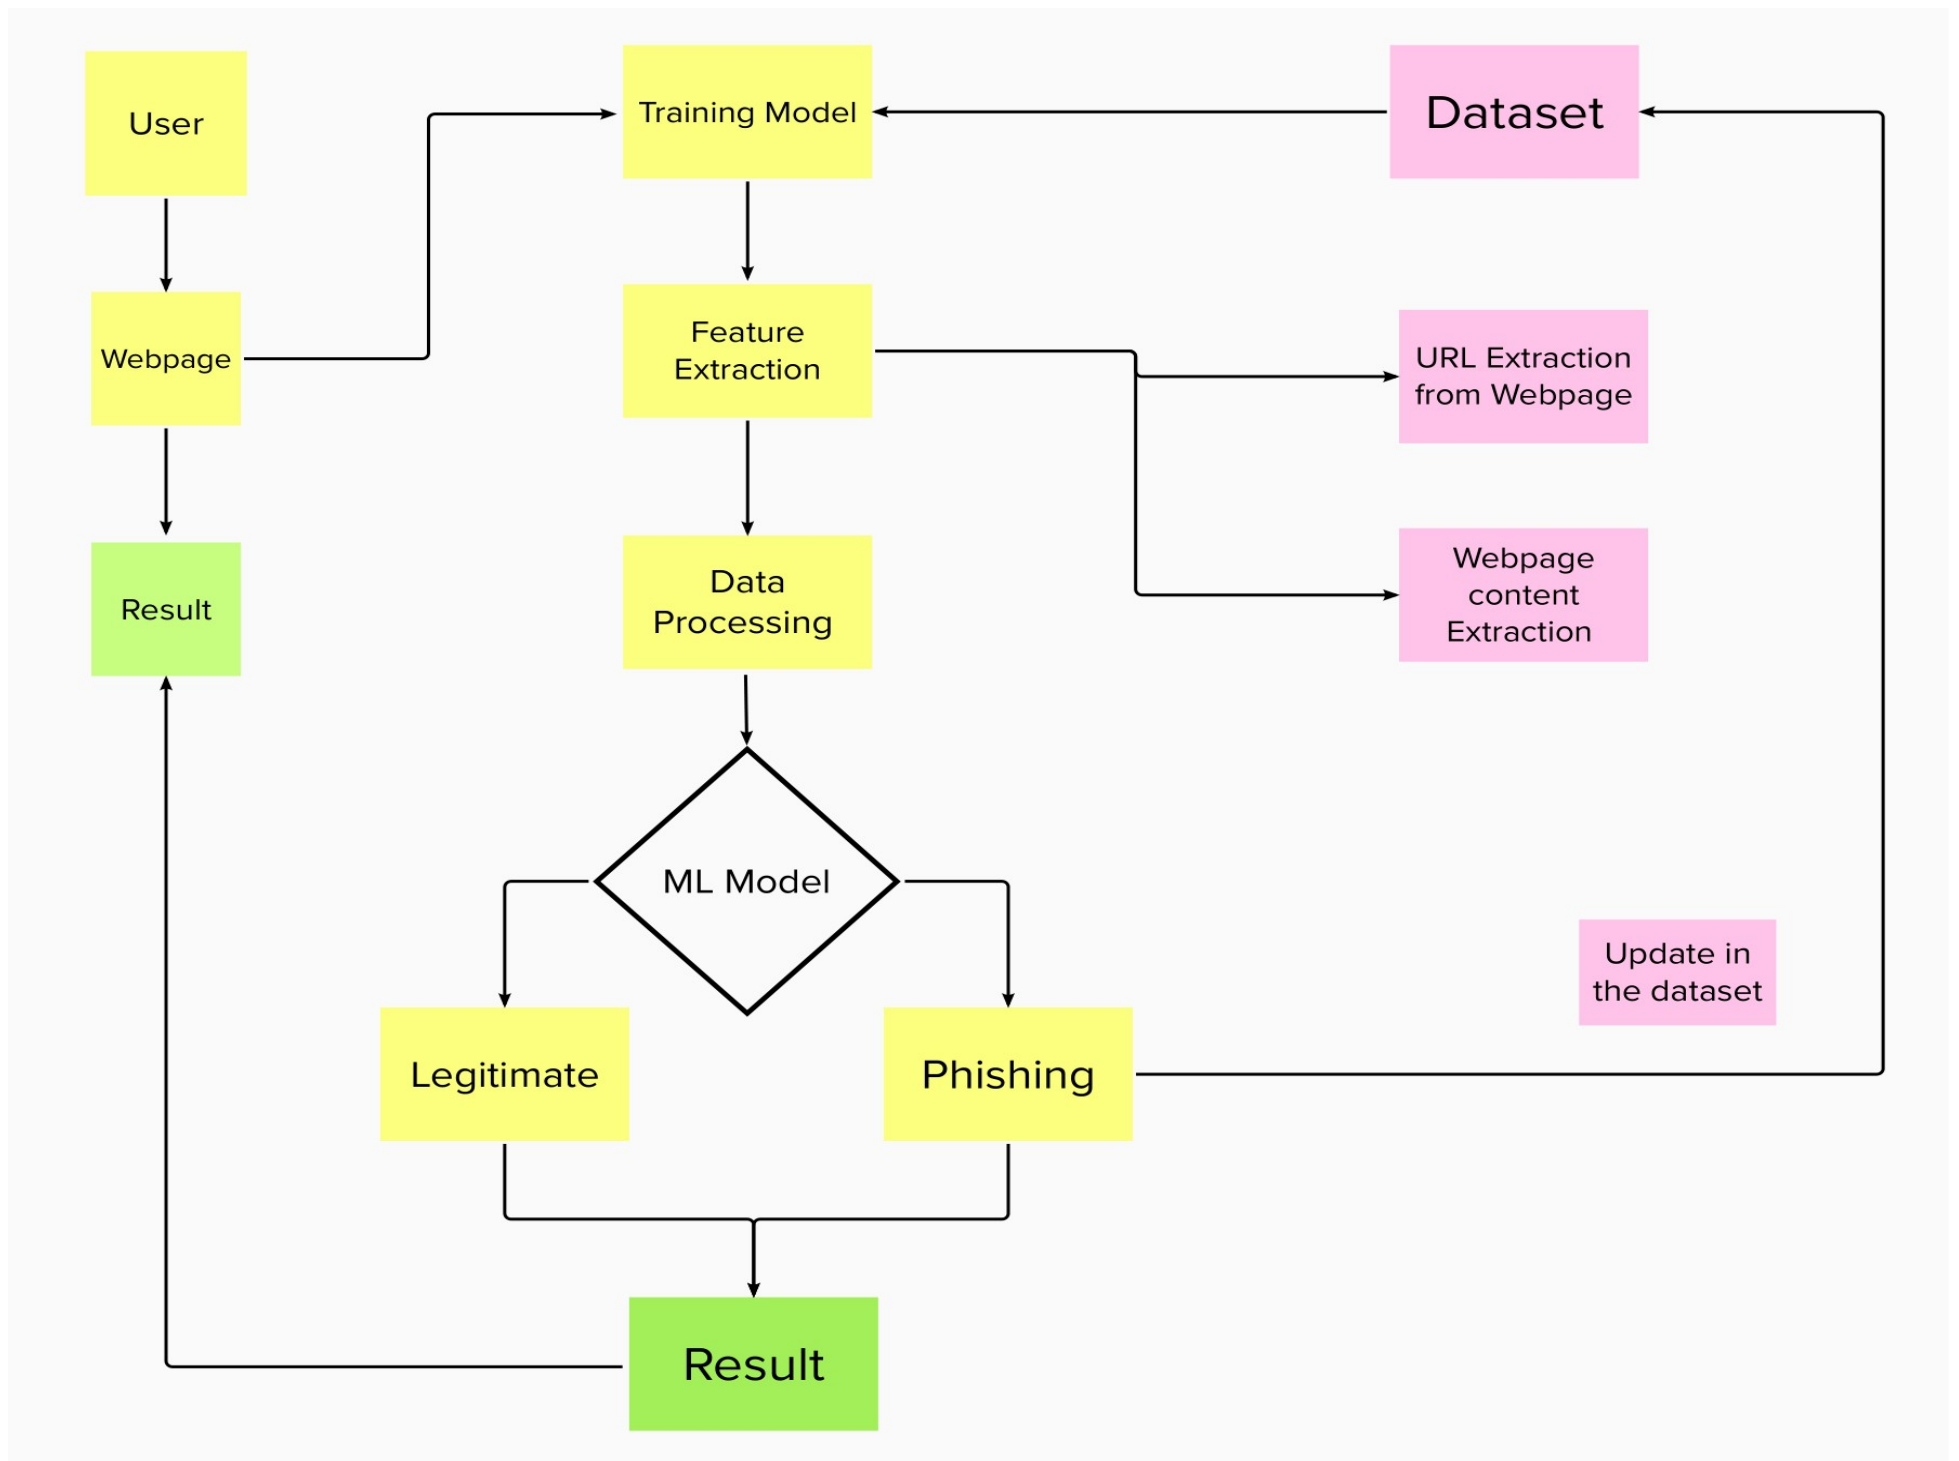 User
Training Model
Dataset
Webpage
Feature
Extraction
URL Extraction
from Webpage
Result
Data
Processing
Webpage
content
Extraction
ML Model
Update in
the dataset
Legitimate
Phishing
Result